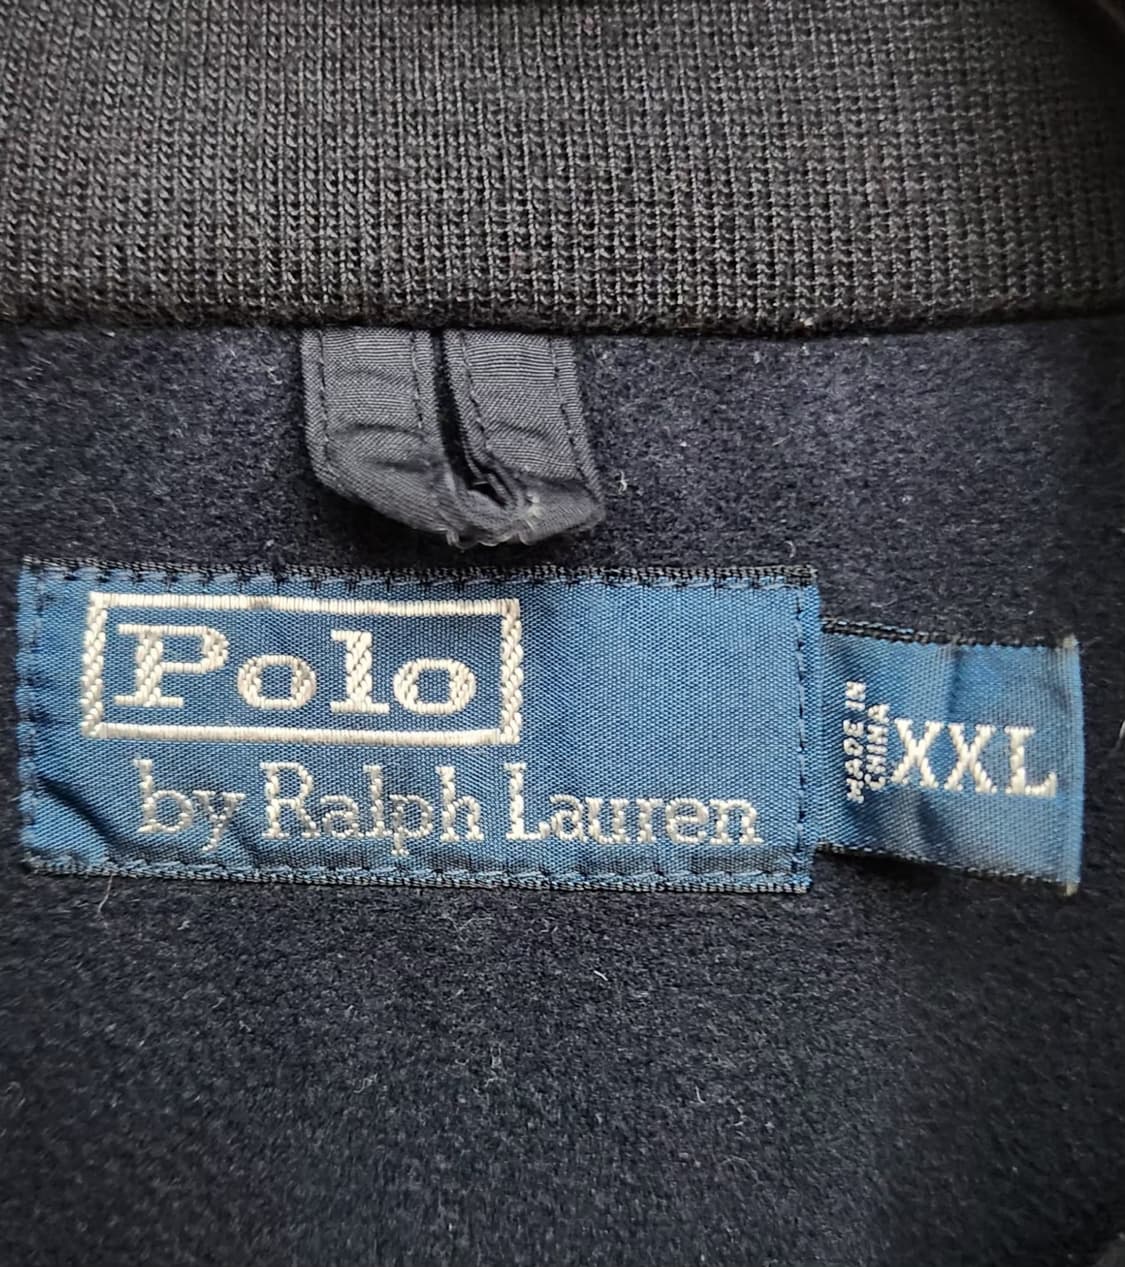 Polo
by Ralph Lauren
MADE IN
CHINA
XXL